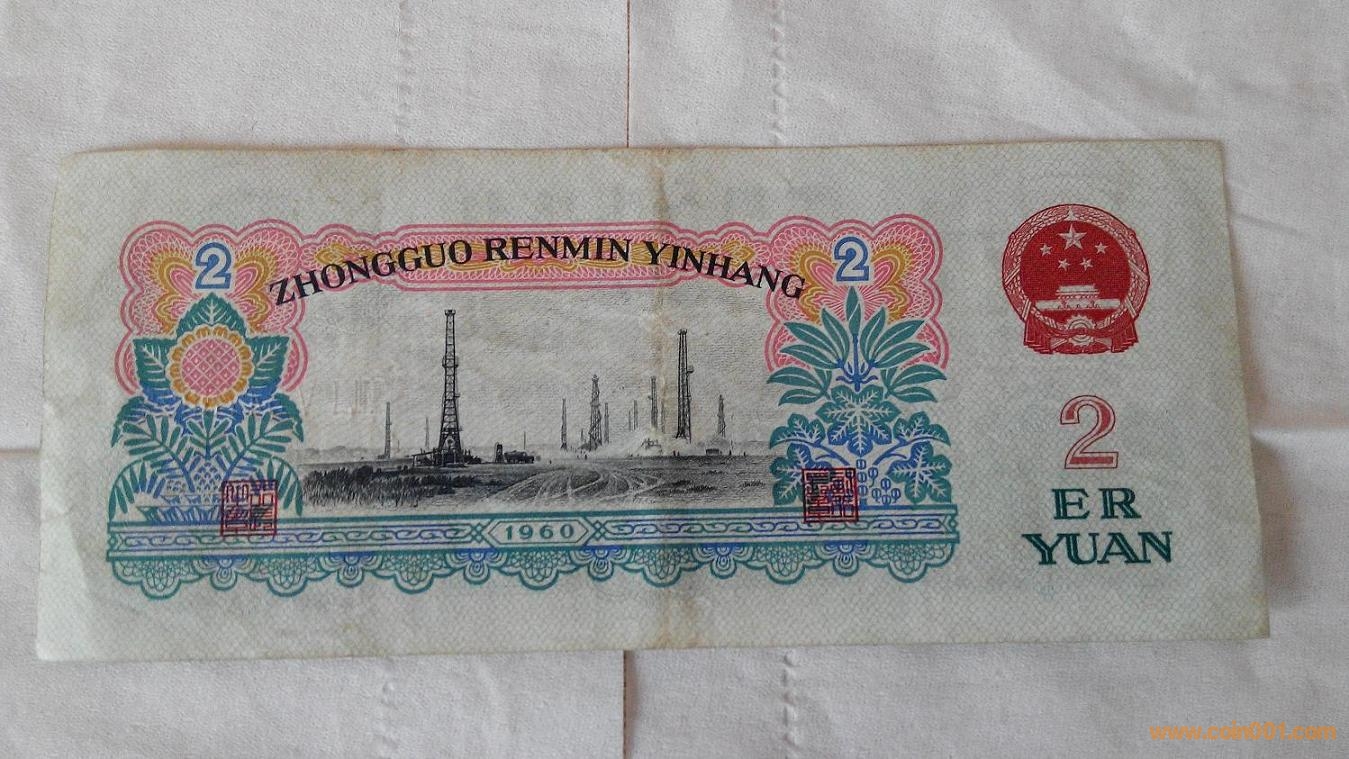 ZHONGGUO RENMIN YINHANG
2
2
2
ER
YUAN
1960
www.coin001.com